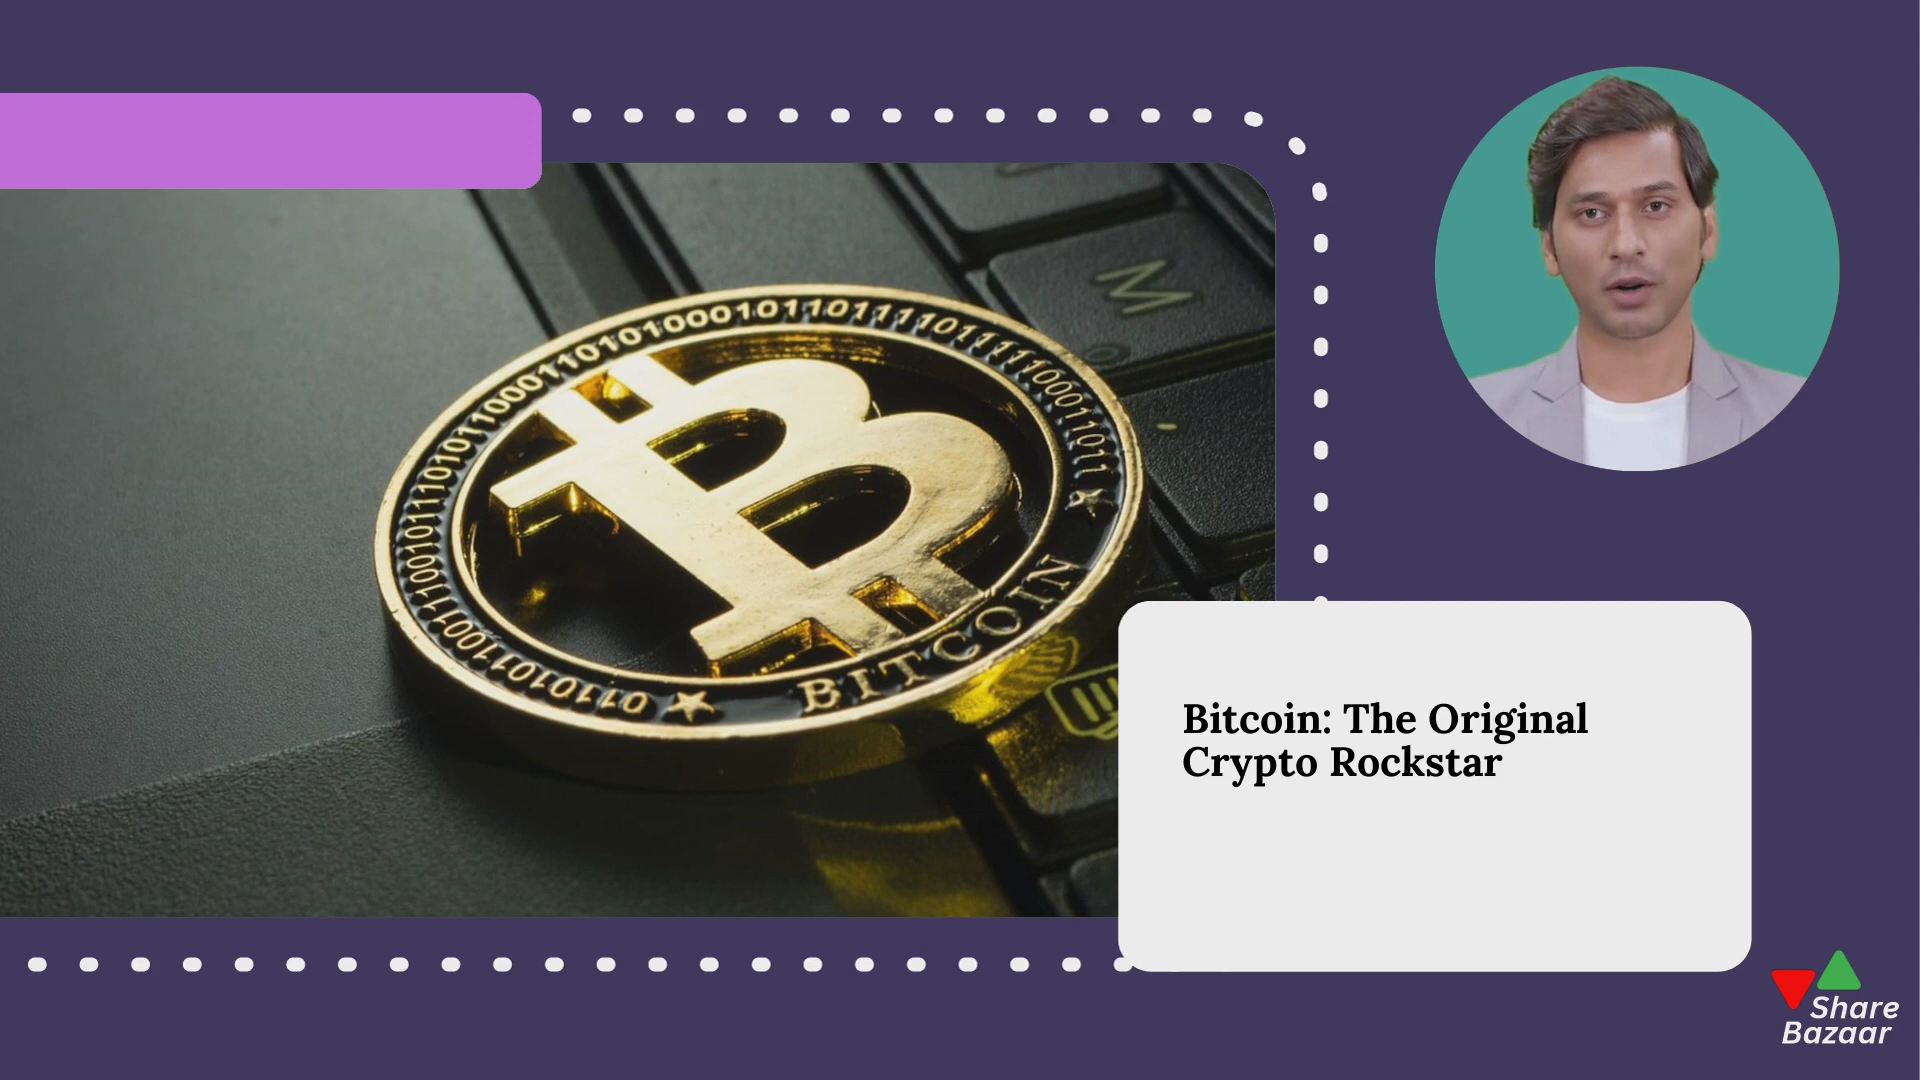 M
BITCOIN
Bitcoin: The Original
Crypto Rockstar
Share
Bazaar